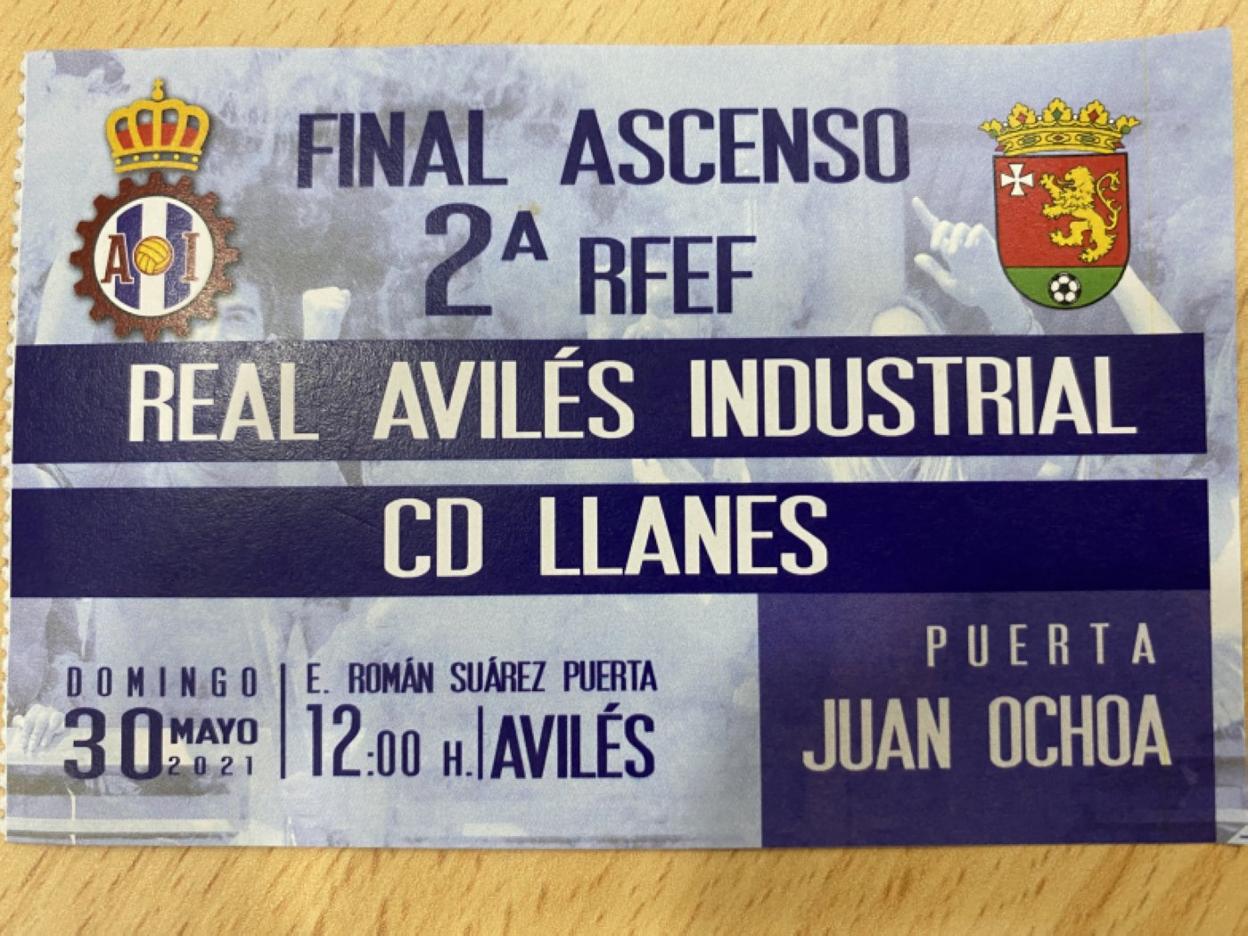 FINAL ASCENSO
2ª RFEF
A I
REAL AVILÉS INDUSTRIAL
CD LLANES
DOMINGO
30 MAYO
2021
E. ROMÁN SUÁREZ PUERTA
12:00 H. | AVILÉS
PUERTA
JUAN OCHOA